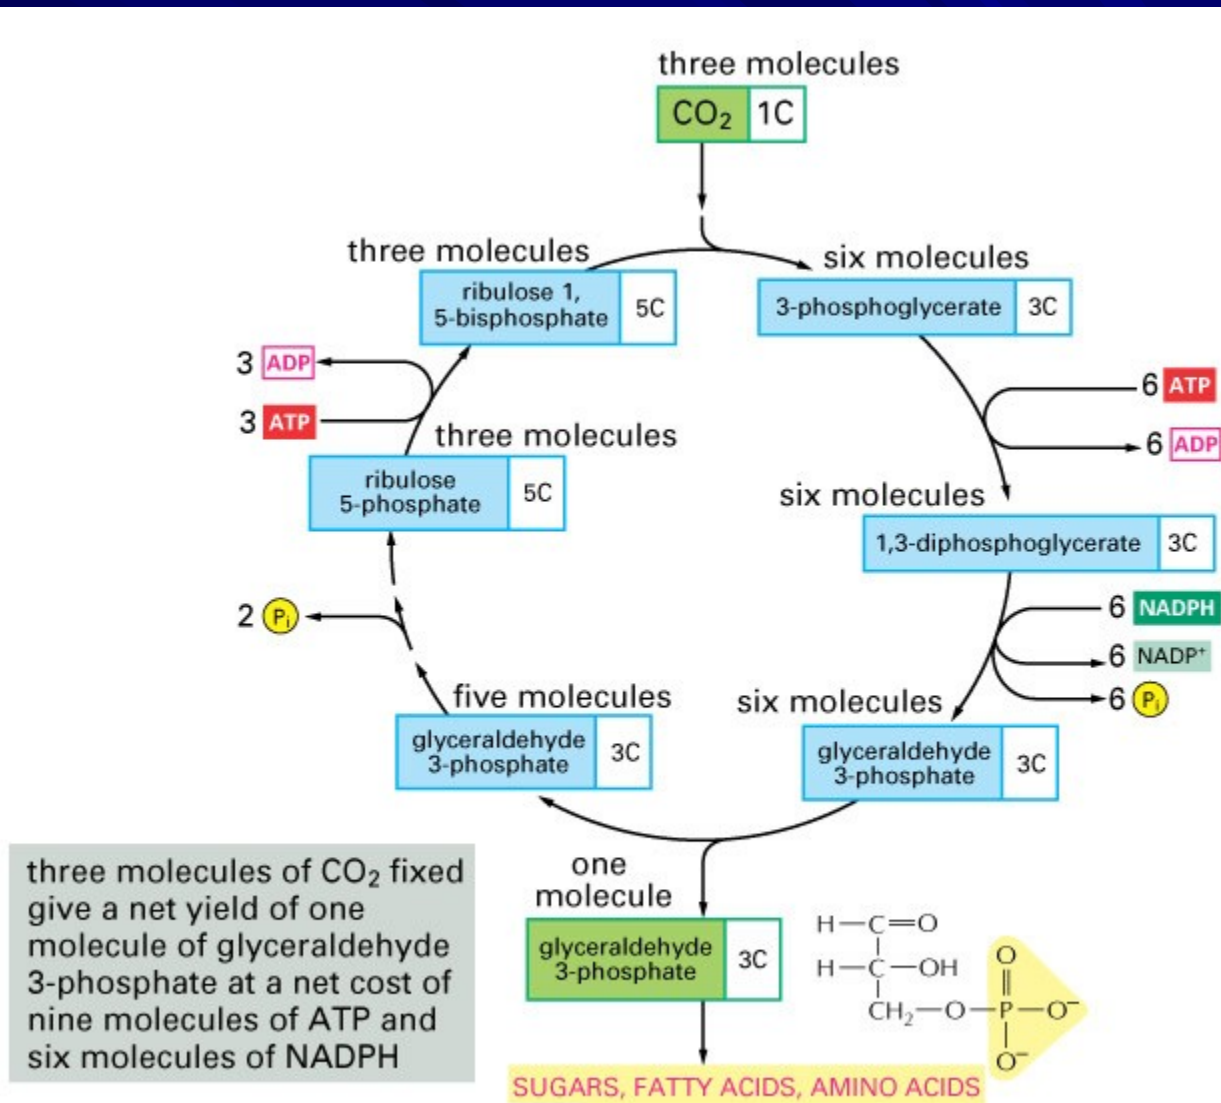 three molecules
CO₂ 1C
three molecules
ribulose 1,
5-bisphosphate
5C
six molecules
3-phosphoglycerate 3C
3 ADP
3 ATP
6 ATP
6 ADP
three molecules
ribulose
5-phosphate
5C
six molecules
1,3-diphosphoglycerate 3C
2 Pi
6 NADPH
6 NADP⁺
6 Pi
five molecules
glyceraldehyde
3-phosphate
3C
six molecules
glyceraldehyde
3-phosphate
3C
three molecules of CO₂ fixed
give a net yield of one
molecule of glyceraldehyde
3-phosphate at a net cost of
nine molecules of ATP and
six molecules of NADPH
one
molecule
glyceraldehyde
3-phosphate
3C
H—C=O
H—C—OH
CH₂—O—P—O⁻
O
O⁻
SUGARS, FATTY ACIDS, AMINO ACIDS